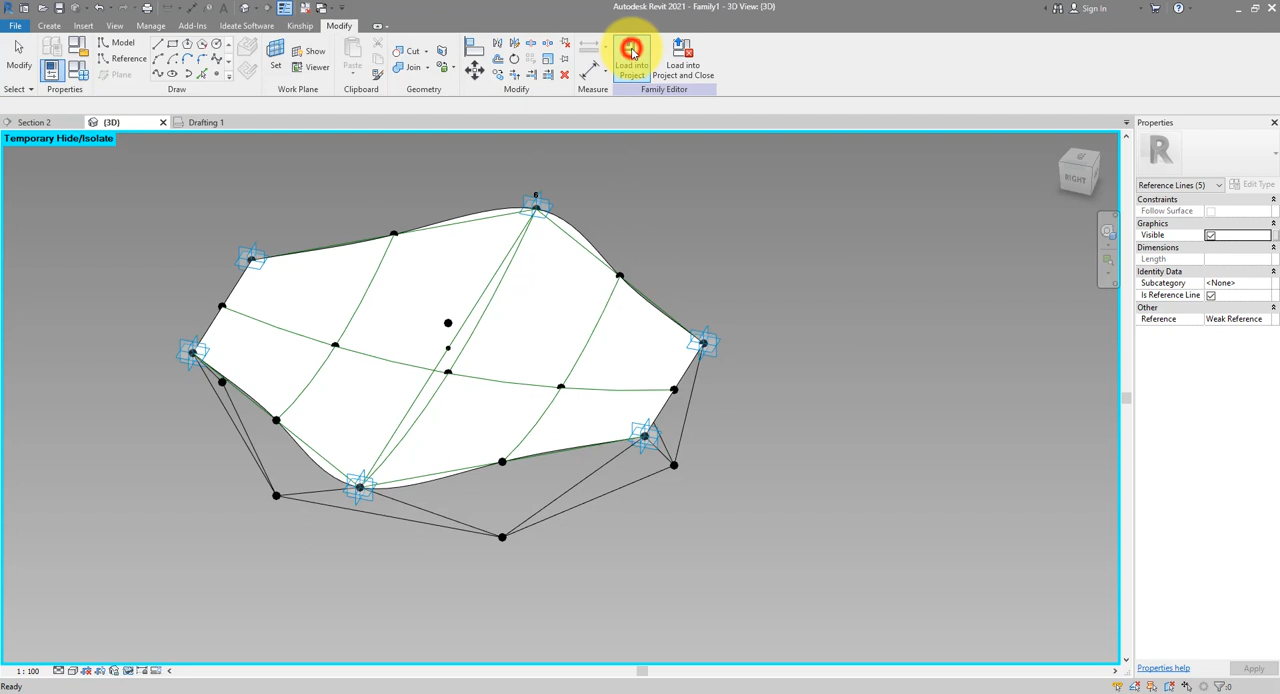 Autodesk Revit 2021 - Family1 - 3D View: {3D}
Sign In
File
Create
Insert
View
Manage
Add-Ins
Ideate Software
Kinship
Modify
Modify
Select
Properties
Model
Reference
Plane
Draw
Set
Show
Viewer
Work Plane
Paste
Clipboard
Cut
Join
Geometry
Modify
Measure
Load into
Project
Load into
Project and Close
Family Editor
Section 2
{3D}
Drafting 1
Temporary Hide/Isolate
6
RIGHT
Properties
R
Reference Lines (5)
Edit Type
Constraints
Follow Surface
Graphics
Visible
Dimensions
Length
Identity Data
Subcategory <None>
Is Reference Line
Other
Reference Weak Reference
Properties help
Apply
1 : 100
Ready
:0